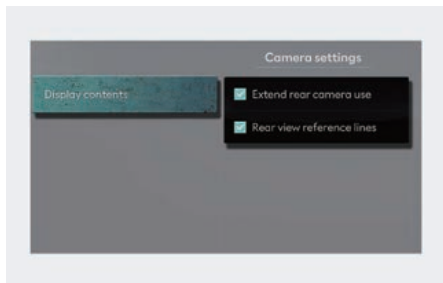 Camera settings
Display contents
Extend rear camera use
Rear view reference lines